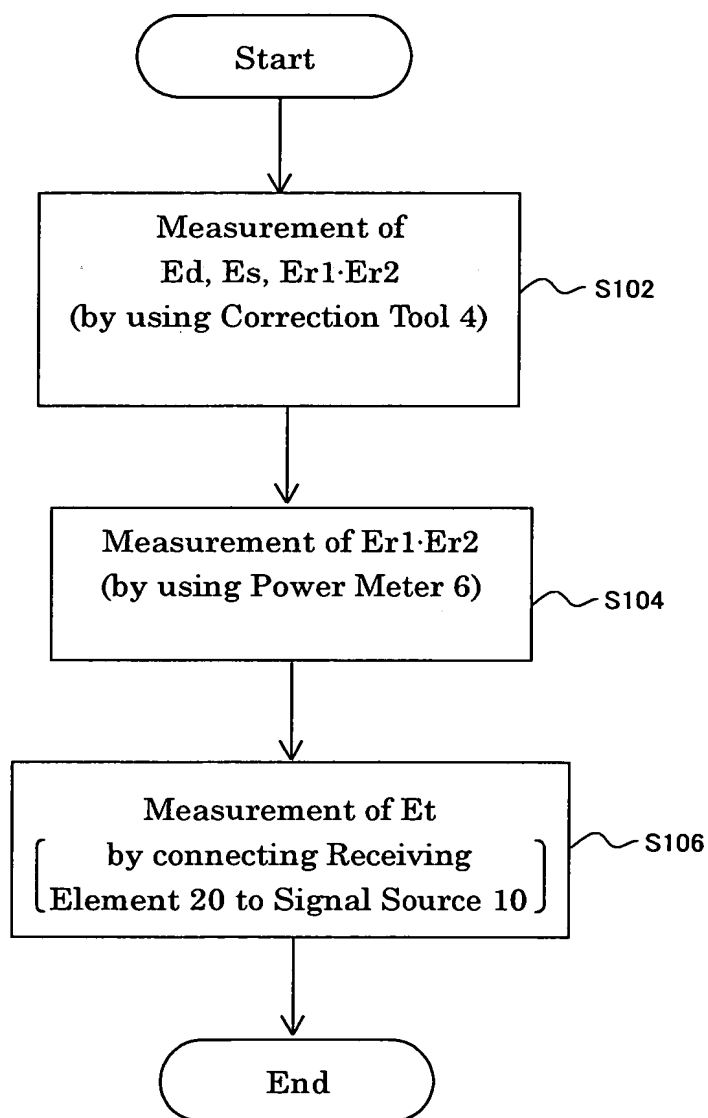 Start
Measurement of
Ed, Es, Er1·Er2
(by using Correction Tool 4)
S102
Measurement of Er1·Er2
(by using Power Meter 6)
S104
Measurement of Et
by connecting Receiving
Element 20 to Signal Source 10
S106
End